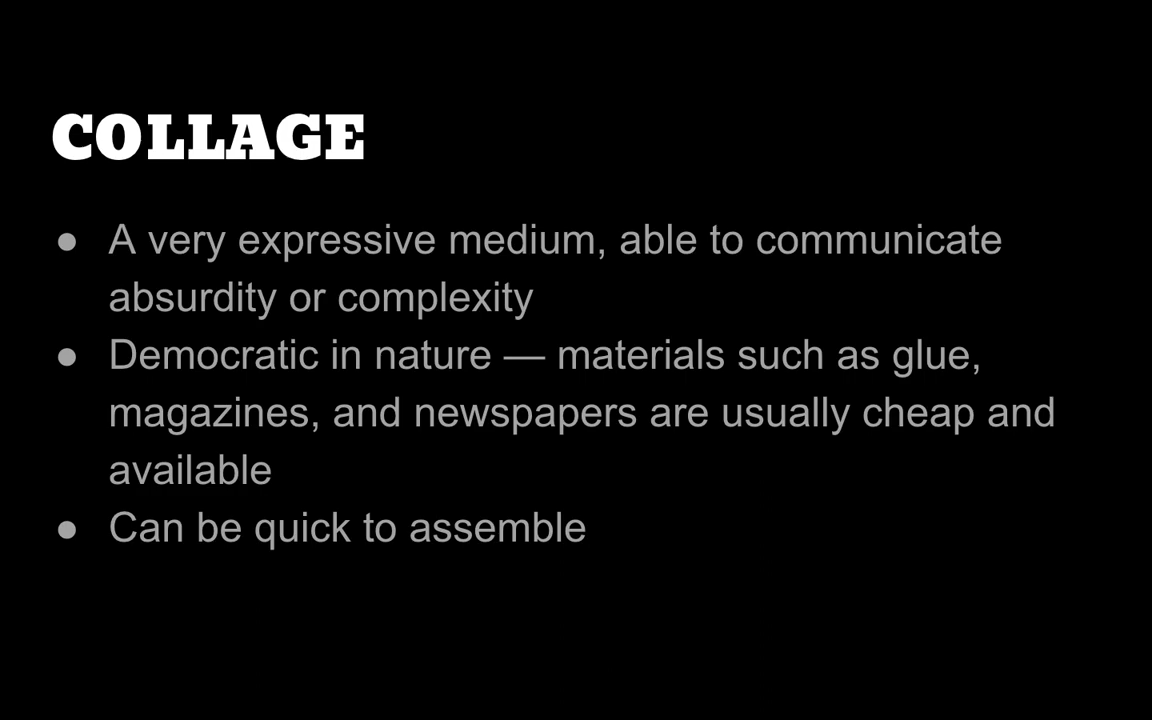 COLLAGE
● A very expressive medium, able to communicate
absurdity or complexity
● Democratic in nature — materials such as glue,
magazines, and newspapers are usually cheap and
available
● Can be quick to assemble